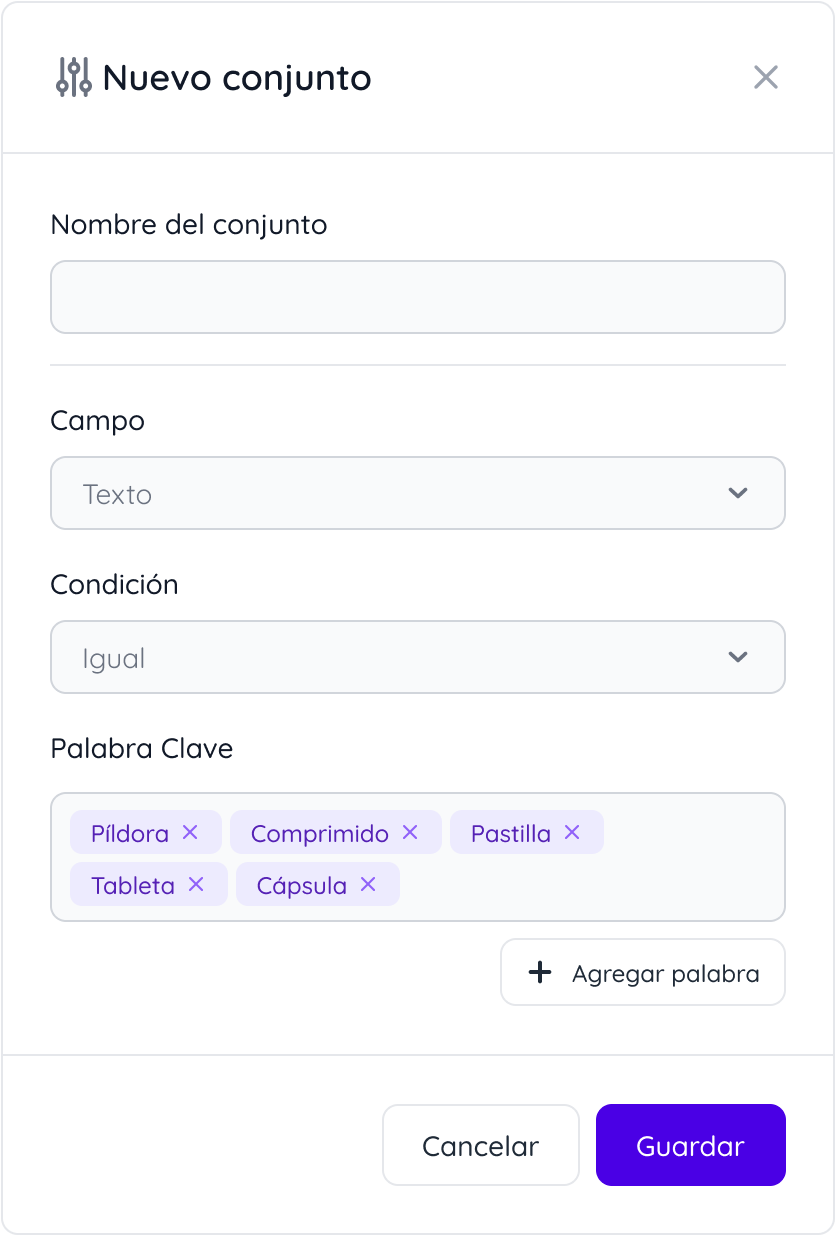 Nuevo conjunto
Nombre del conjunto
Campo
Texto
Condición
Igual
Palabra Clave
Píldora Comprimido Pastilla
Tableta Cápsula
Agregar palabra
Cancelar Guardar